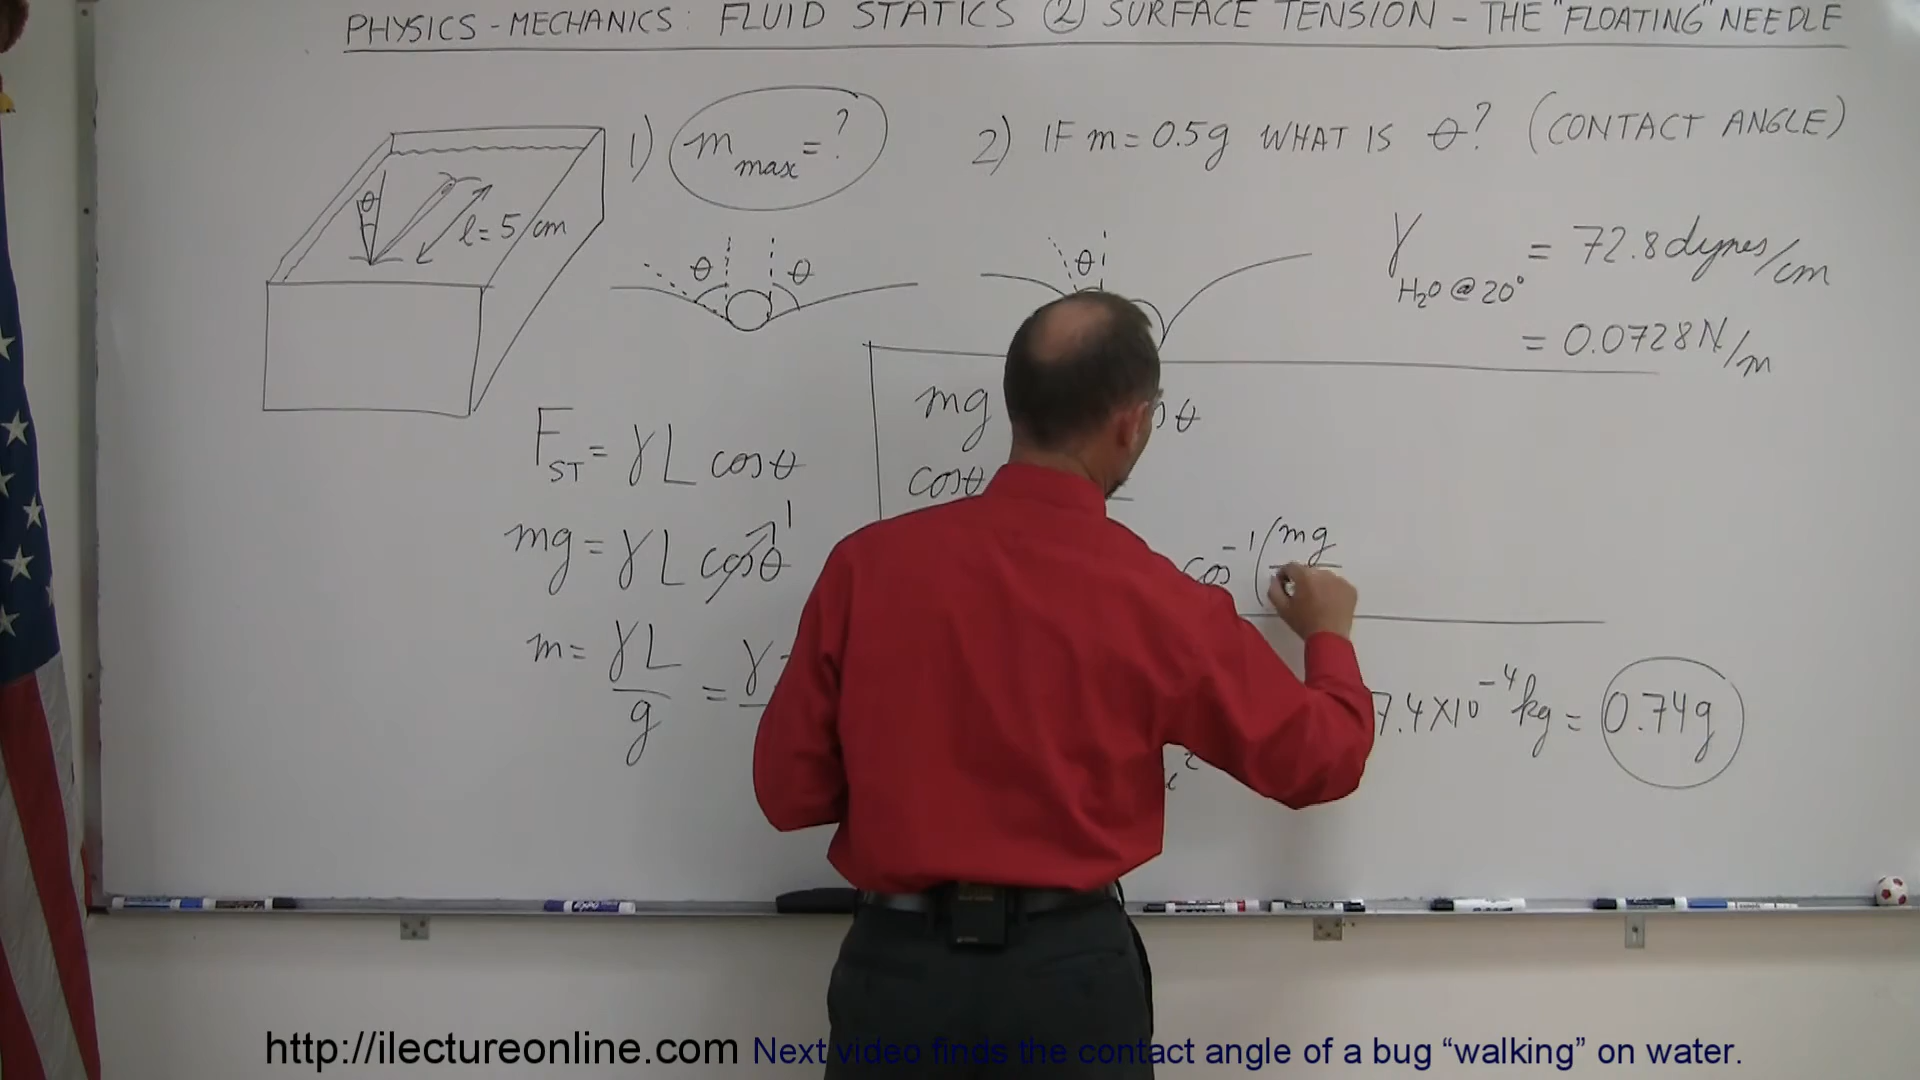 PHYSICS - MECHANICS: FLUID STATICS ② SURFACE TENSION - THE "FLOATING" NEEDLE
1) m max = ?
2) IF m = 0.5g WHAT IS θ? (CONTACT ANGLE)
θ
l = 5 cm
θ θ
θ
γ H₂O @ 20° = 72.8 dynes/cm
= 0.0728 N/m
F ST = γ L cosθ
mg θ
cosθ
mg = γ L cosθ 1
cos⁻¹ ( mg
m = γL / g = γ
7.4 X10⁻⁴ kg = 0.74g
http://ilectureonline.com Next video finds the contact angle of a bug “walking” on water.